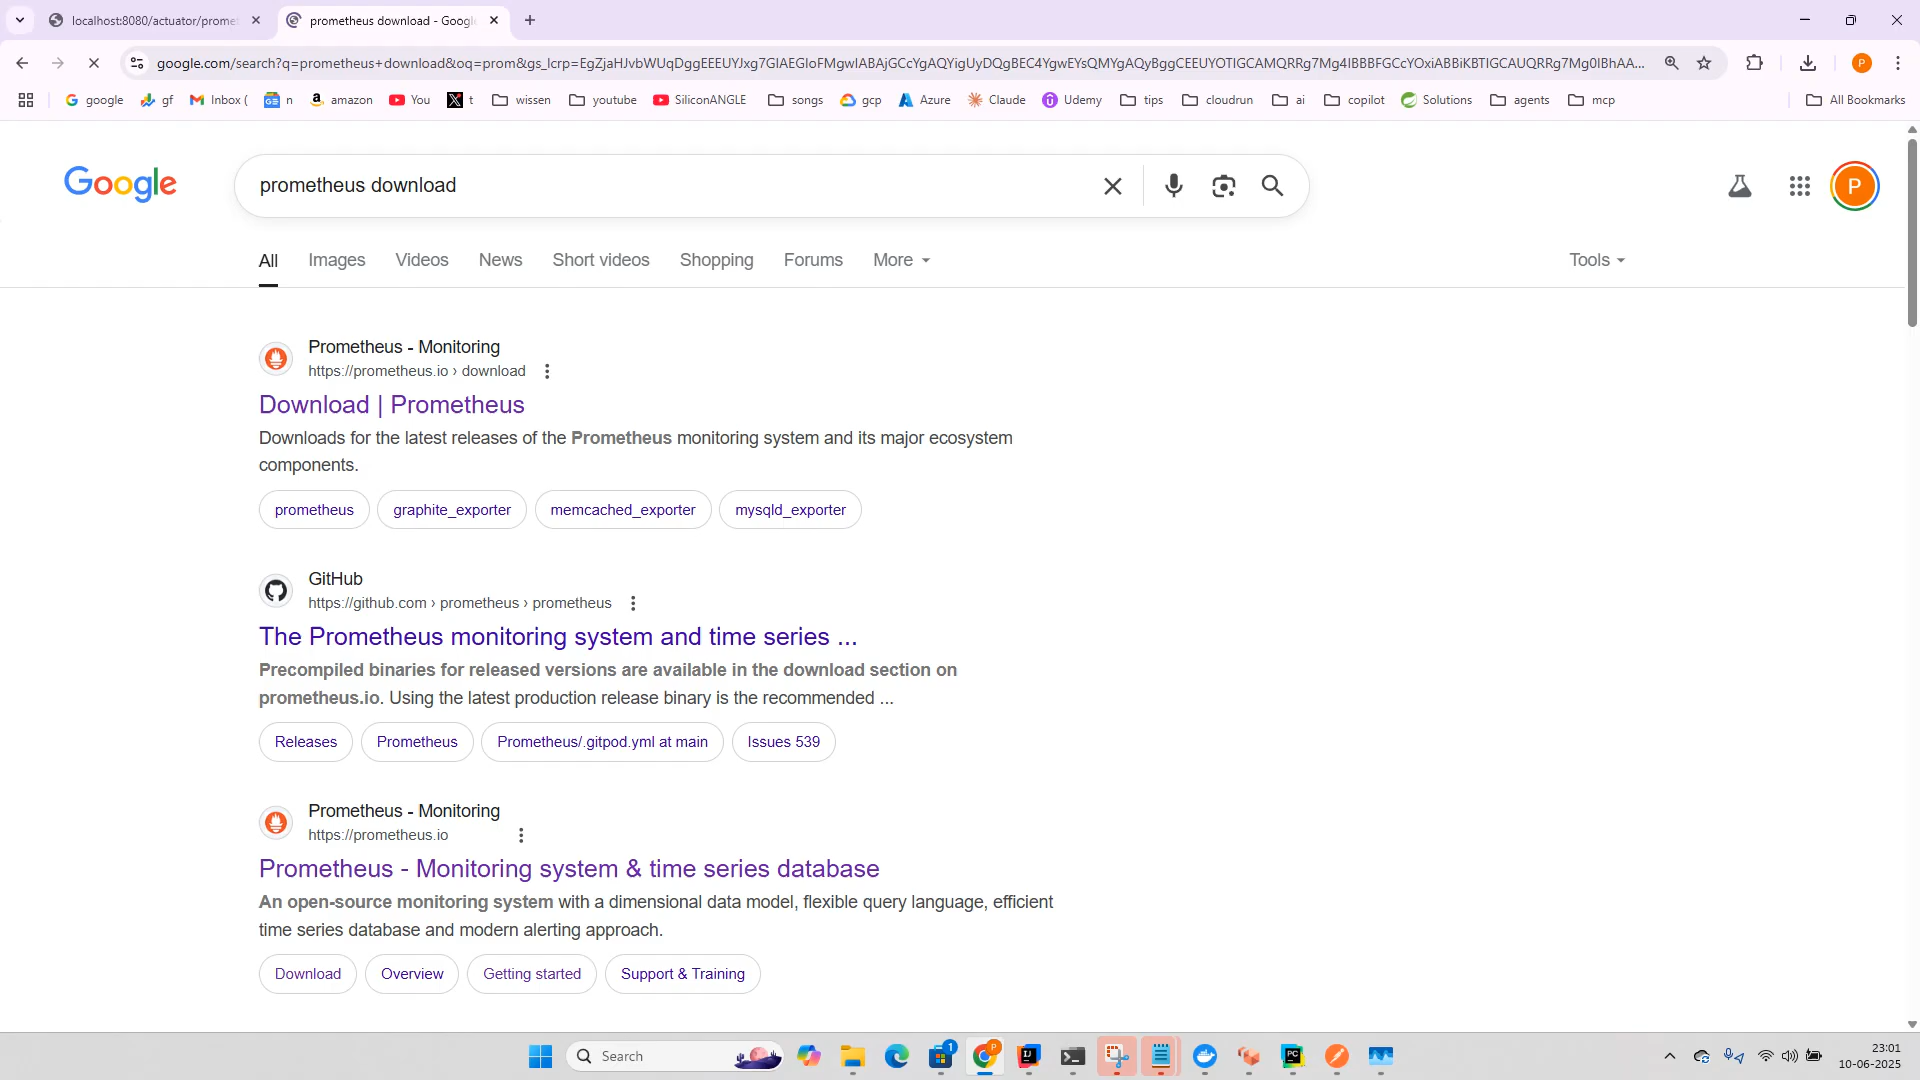 localhost:8080/actuator/prome
prometheus download - Googl
google.com/search?q=prometheus+download&oq=prom&gs_lcrp=EgZjaHJvbWUqDggEEEUYJxg7GIAEGIoFMgwIABAjGCcYgAQYigUyDQgBEC4YgwEYsQMYgAQyBggCEEUYOTIGCAMQRRg7Mg4IBBBFGCcYOxiABBiKBTIGCAUQRRg7Mg0IBhAA...
google
gf
Inbox (
n
amazon
You
t
wissen
youtube
SiliconANGLE
songs
gcp
Azure
Claude
Udemy
tips
cloudrun
ai
copilot
Solutions
agents
mcp
All Bookmarks
Google
prometheus download
P
All
Images
Videos
News
Short videos
Shopping
Forums
More
Tools
Prometheus - Monitoring
https://prometheus.io › download
Download | Prometheus
Downloads for the latest releases of the Prometheus monitoring system and its major ecosystem
components.
prometheus
graphite_exporter
memcached_exporter
mysqld_exporter
GitHub
https://github.com › prometheus › prometheus
The Prometheus monitoring system and time series ...
Precompiled binaries for released versions are available in the download section on
prometheus.io. Using the latest production release binary is the recommended ...
Releases
Prometheus
Prometheus/.gitpod.yml at main
Issues 539
Prometheus - Monitoring
https://prometheus.io
Prometheus - Monitoring system & time series database
An open-source monitoring system with a dimensional data model, flexible query language, efficient
time series database and modern alerting approach.
Download
Overview
Getting started
Support & Training
Search
23:01
10-06-2025